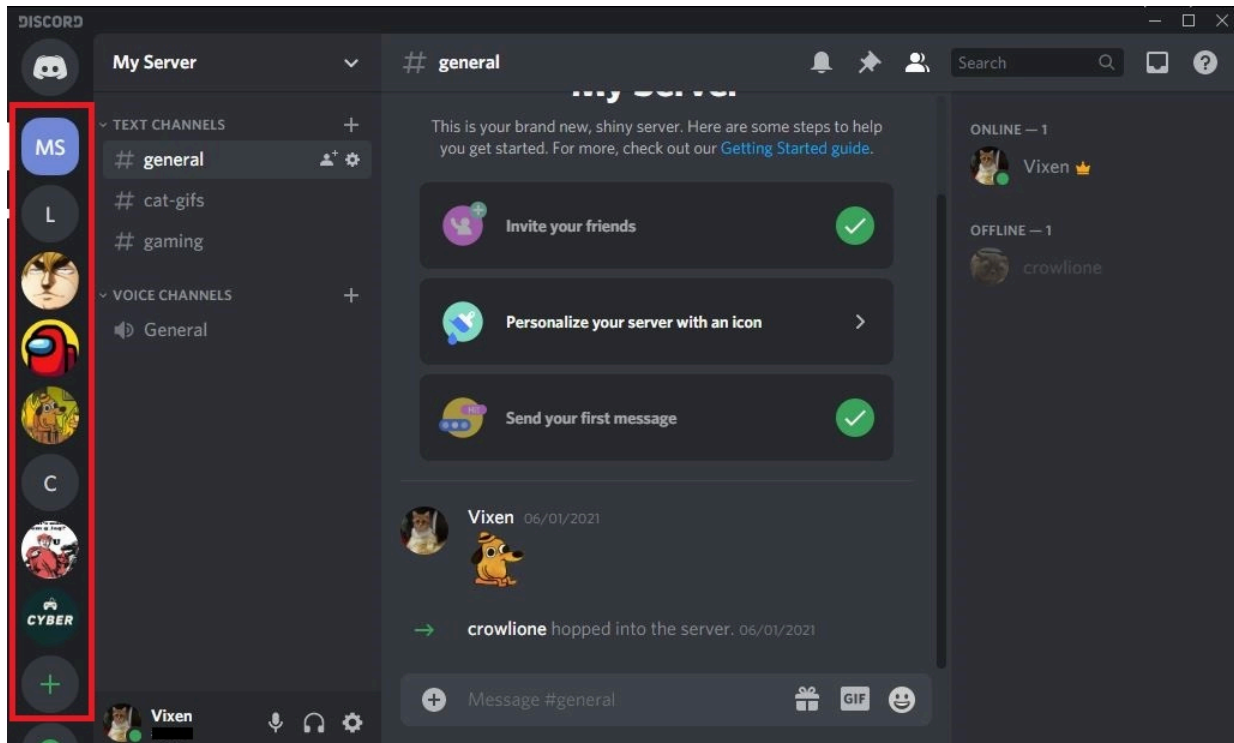 DISCORD
My Server
# general
Search
MS
L
C
CYBER
TEXT CHANNELS
# general
# cat-gifs
# gaming
VOICE CHANNELS
General
Vixen
My Server
This is your brand new, shiny server. Here are some steps to help
you get started. For more, check out our Getting Started guide.
Invite your friends
Personalize your server with an icon
Send your first message
Vixen 06/01/2021
crowlione hopped into the server. 06/01/2021
Message #general
GIF
ONLINE — 1
Vixen
OFFLINE — 1
crowlione